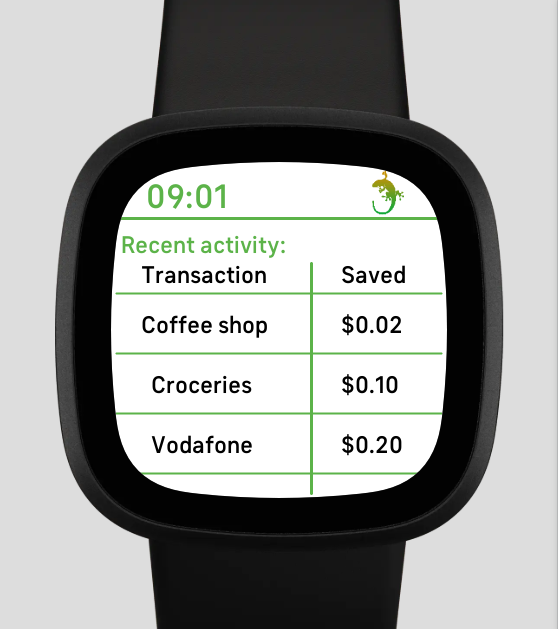 09:01
Recent activity:
Transaction Saved
Coffee shop $0.02
Croceries $0.10
Vodafone $0.20